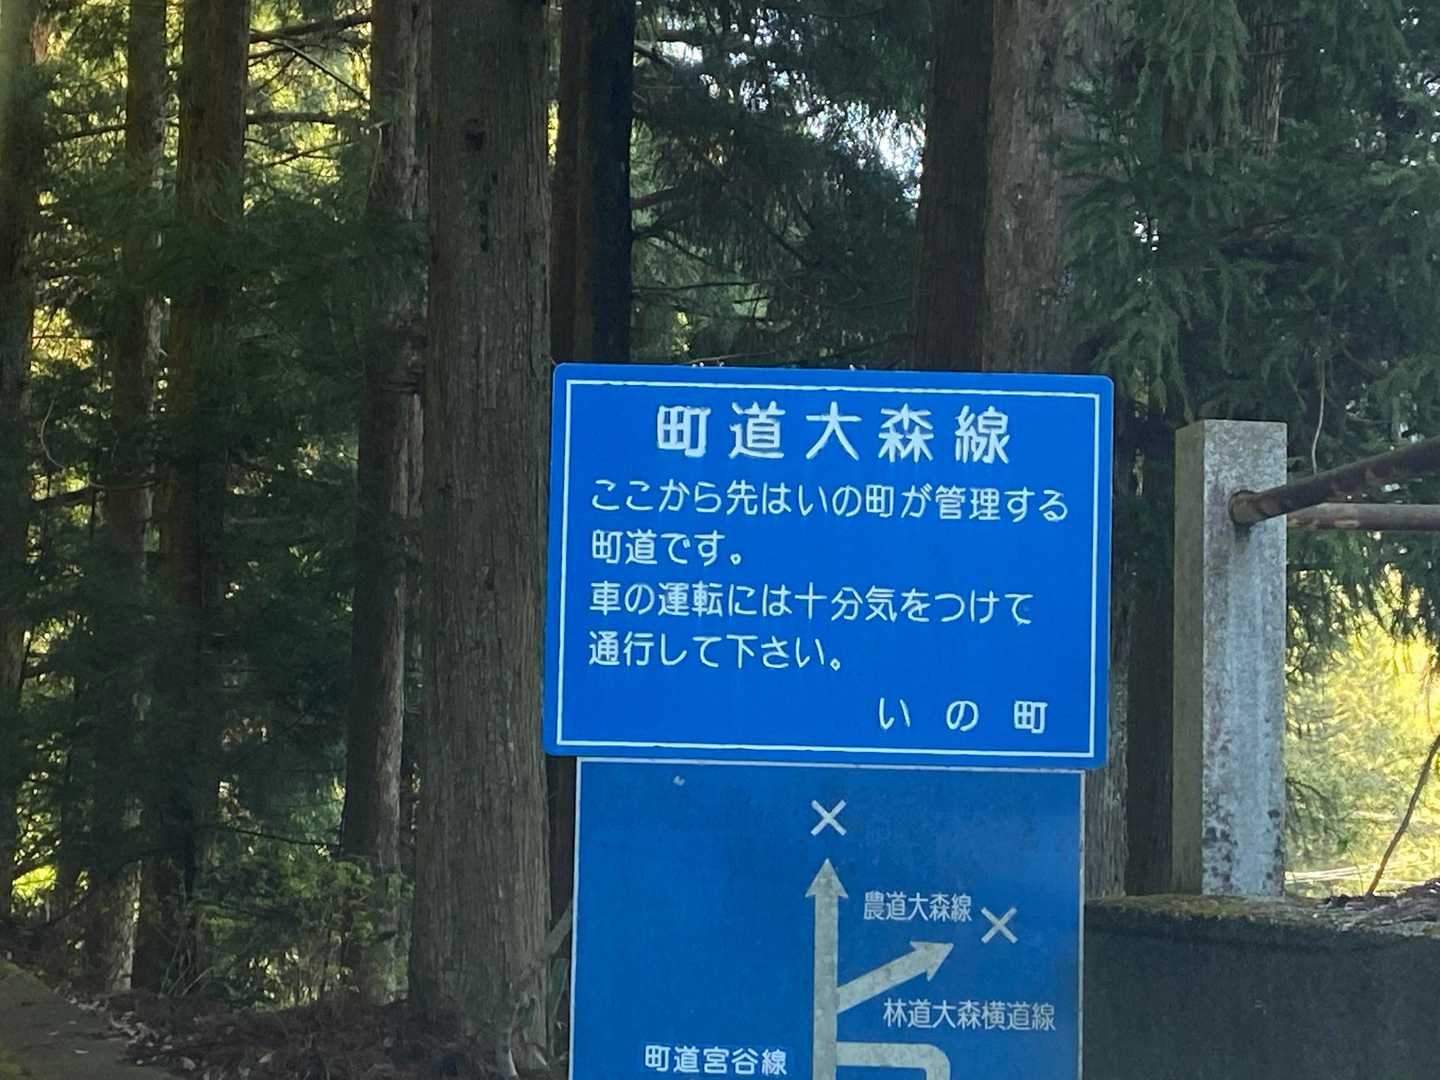 町道大森線
ここから先はいの町が管理する
町道です。
車の運転には十分気をつけて
通行して下さい。
いの町
農道大森線
林道大森横道線
町道宮谷線